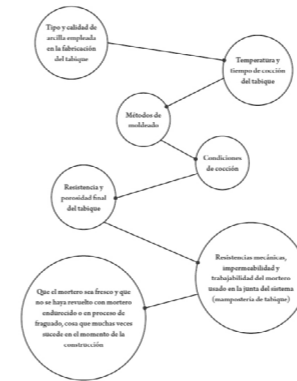 Tipo y calidad de
arcilla empleada
en la fabricación
del tabique
Temperatura y
tiempo de cocción
del tabique
Métodos de
moldeado
Condiciones
de cocción
Resistencia y
porosidad final
del tabique
Resistencias mecánicas,
impermeabilidad y
trabajabilidad del mortero
usado en la junta del sistema
(mampostería de tabique)
Que el mortero sea fresco y que
no se haya revuelto con mortero
endurecido o en proceso de
fraguado, cosa que muchas veces
sucede en el momento de la
construcción